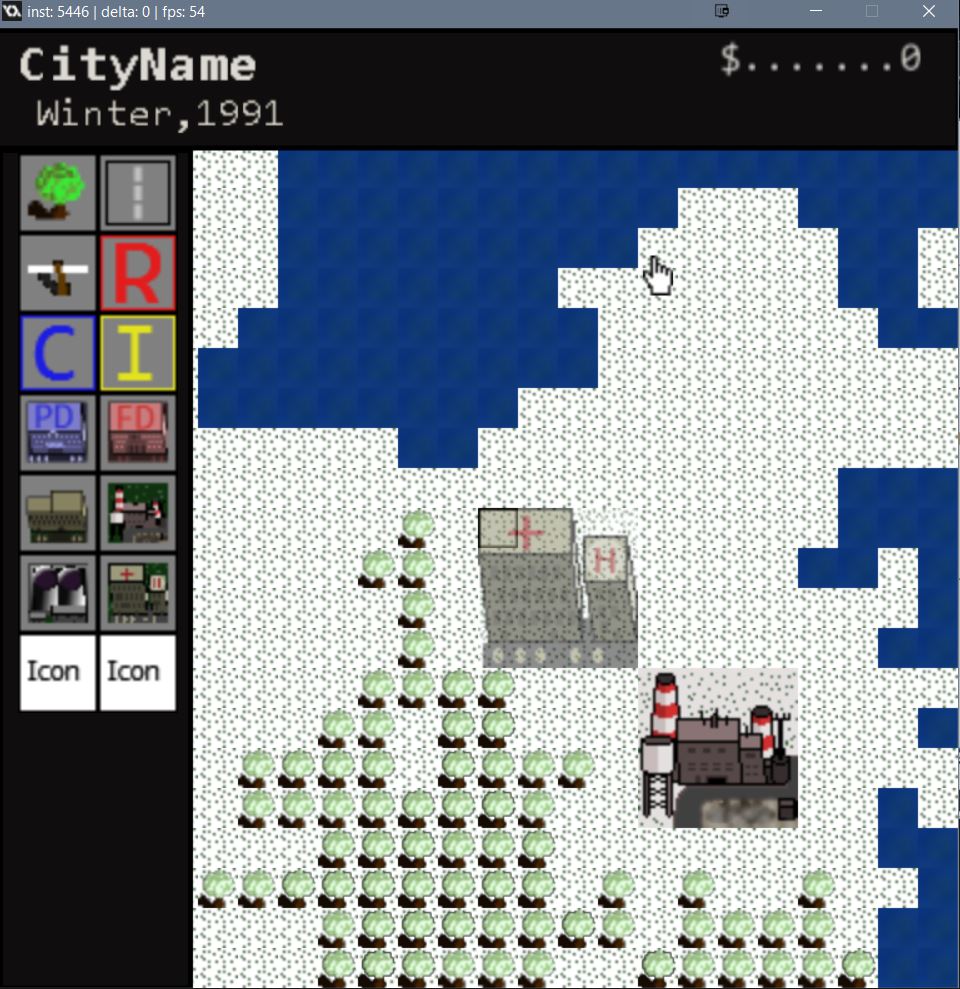 inst: 5446 | delta: 0 | fps: 54
CityName
$.......0
Winter,1991
R
C I
PD FD
H
H
Icon Icon